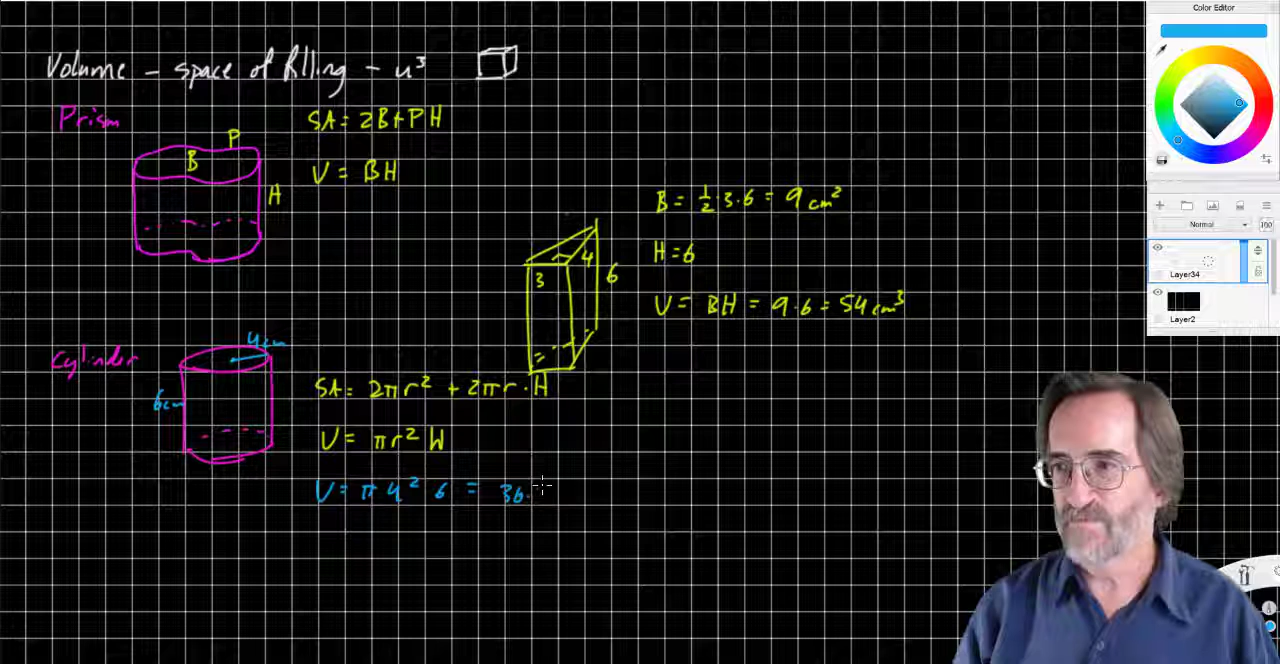 Color Editor
Volume – space of filling – u³
Prism
SA = 2B + PH
P
B
V = BH
H
B = ½ · 3 · 6 = 9 cm²
H = 6
V = BH = 9 · 6 = 54 cm³
3
4
6
Cylinder
4cm
6cm
SA = 2πr² + 2πr · H
V = πr² H
V = π 4² 6 = 36.
Normal
100
Layer34
Layer2